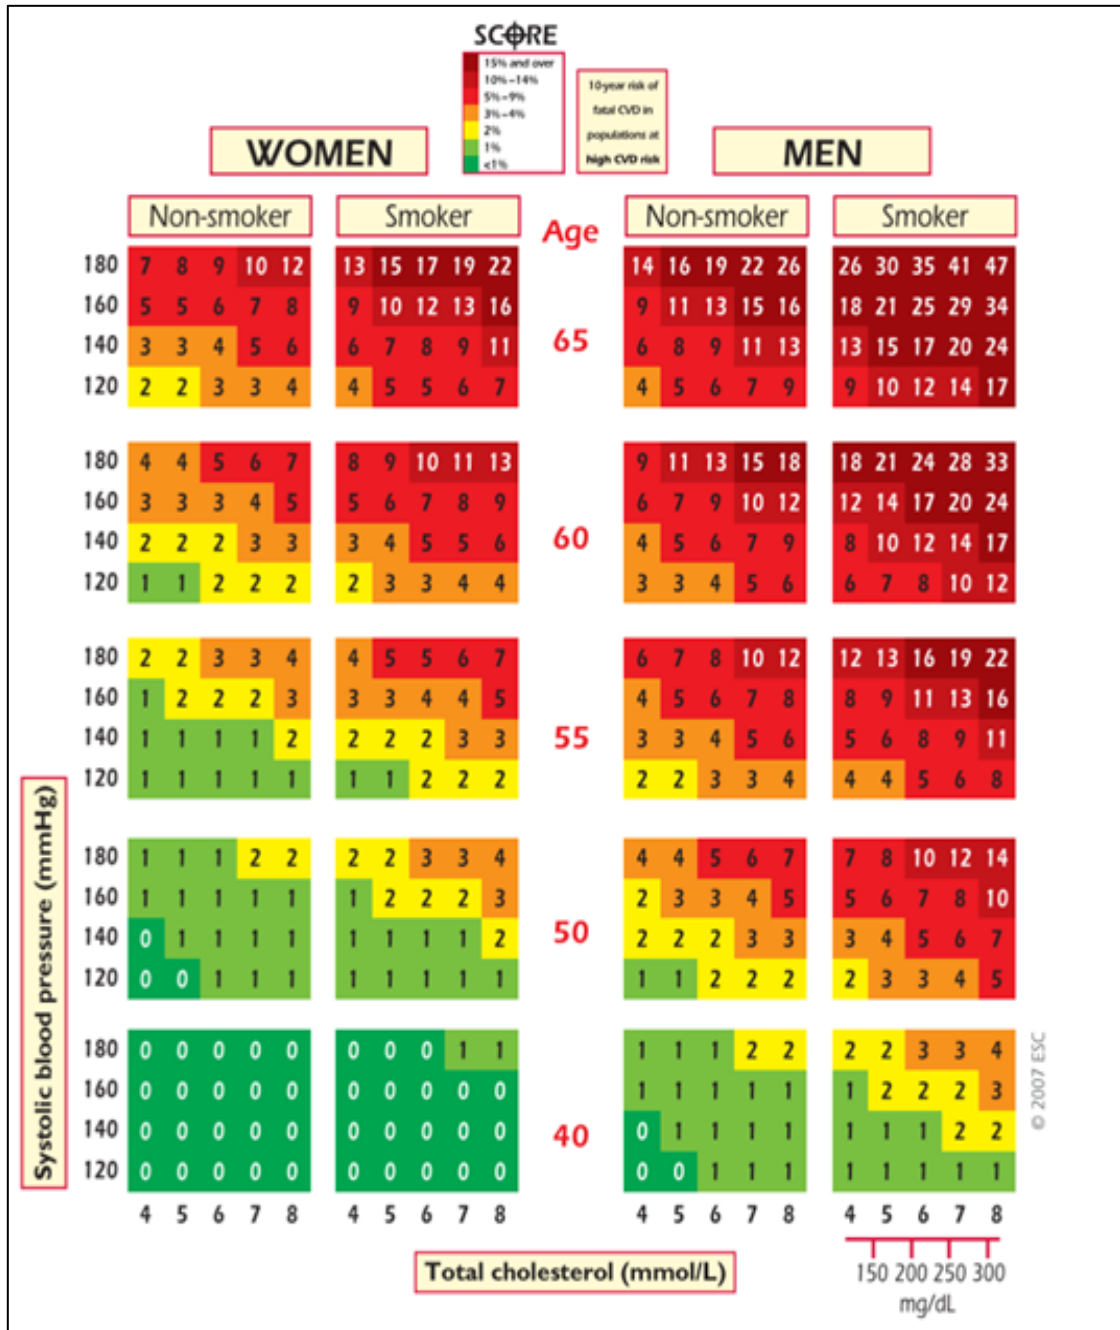 SCORE
15% and over
10%–14%
5%–9%
3%–4%
2%
1%
<1%
10-year risk of
fatal CVD in
populations at
high CVD risk
WOMEN
MEN
Non-smoker Smoker Age Non-smoker Smoker
180 7 8 9 10 12 13 15 17 19 22 14 16 19 22 26 26 30 35 41 47
160 5 5 6 7 8 9 10 12 13 16 9 11 13 15 16 18 21 25 29 34
65
140 3 3 4 5 6 6 7 8 9 11 6 8 9 11 13 13 15 17 20 24
120 2 2 3 3 4 4 5 5 6 7 4 5 6 7 9 9 10 12 14 17
180 4 4 5 6 7 8 9 10 11 13 9 11 13 15 18 18 21 24 28 33
160 3 3 3 4 5 5 6 7 8 9 6 7 9 10 12 12 14 17 20 24
60
140 2 2 2 3 3 3 4 5 5 6 4 5 6 7 9 8 10 12 14 17
120 1 1 2 2 2 2 3 3 4 4 3 3 4 5 6 6 7 8 10 12
180 2 2 3 3 4 4 5 5 6 7 6 7 8 10 12 12 13 16 19 22
160 1 2 2 2 3 3 3 4 4 5 4 5 6 7 8 8 9 11 13 16
55
140 1 1 1 1 2 2 2 2 3 3 3 3 4 5 6 5 6 8 9 11
120 1 1 1 1 1 1 1 2 2 2 2 2 3 3 4 4 4 5 6 8
180 1 1 1 2 2 2 2 3 3 4 4 4 5 6 7 7 8 10 12 14
160 1 1 1 1 1 1 2 2 2 3 2 3 3 4 5 5 6 7 8 10
50
140 0 1 1 1 1 1 1 1 1 2 2 2 2 3 3 3 4 5 6 7
120 0 0 1 1 1 1 1 1 1 1 1 1 2 2 2 2 3 3 4 5
180 0 0 0 0 0 0 0 0 1 1 1 1 1 2 2 2 2 3 3 4
160 0 0 0 0 0 0 0 0 0 0 1 1 1 1 1 1 2 2 2 3
40
140 0 0 0 0 0 0 0 0 0 0 0 1 1 1 1 1 1 1 2 2
120 0 0 0 0 0 0 0 0 0 0 0 0 1 1 1 1 1 1 1 1
4 5 6 7 8 4 5 6 7 8 4 5 6 7 8 4 5 6 7 8
Systolic blood pressure (mmHg)
Total cholesterol (mmol/L)
150 200 250 300
mg/dL
© 2007 ESC